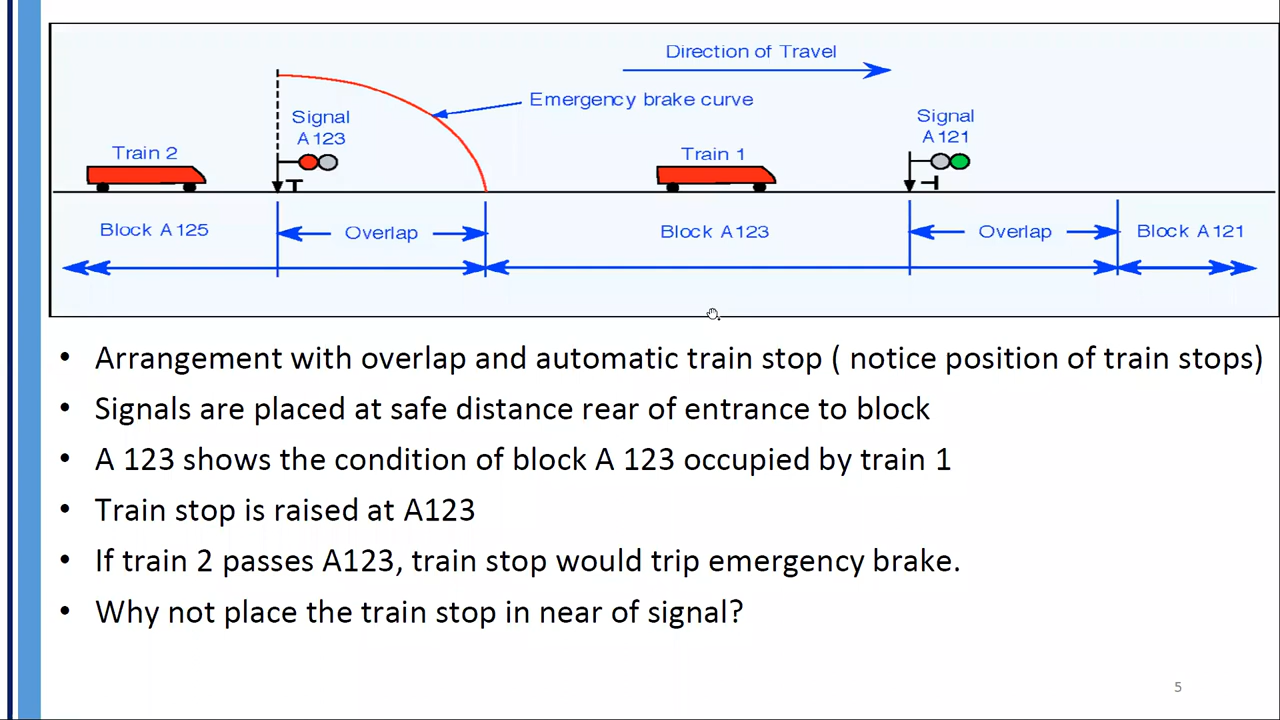 Direction of Travel
Emergency brake curve
Signal
A123
Signal
A121
Train 2
Train 1
Block A125
Overlap
Block A123
Overlap
Block A121
• Arrangement with overlap and automatic train stop ( notice position of train stops)
• Signals are placed at safe distance rear of entrance to block
• A 123 shows the condition of block A 123 occupied by train 1
• Train stop is raised at A123
• If train 2 passes A123, train stop would trip emergency brake.
• Why not place the train stop in near of signal?
5